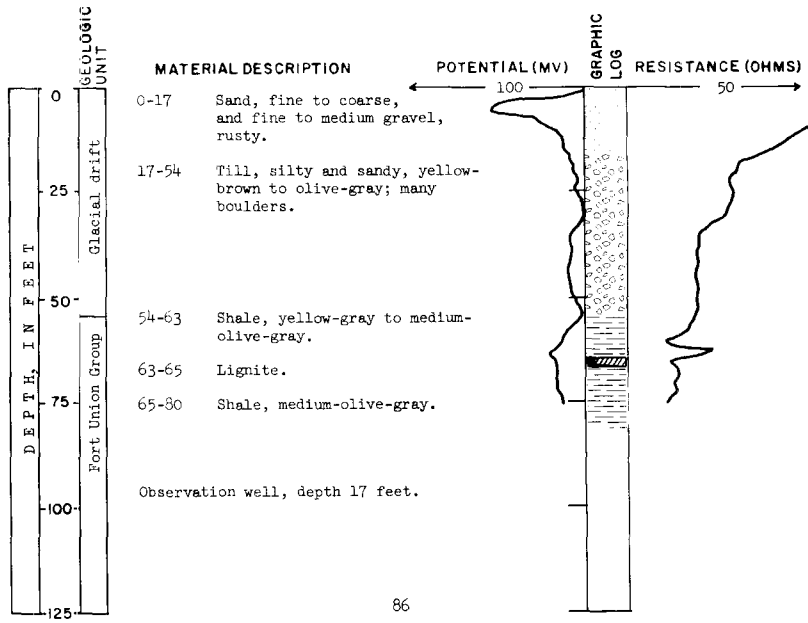 GEOLOGIC
UNIT
MATERIAL DESCRIPTION
POTENTIAL (MV)
GRAPHIC
LOG
RESISTANCE (OHMS)
100
50
DEPTH, IN FEET
0
25
50
75
100
125
Glacial drift
Fort Union Group
0-17 Sand, fine to coarse,
and fine to medium gravel,
rusty.
17-54 Till, silty and sandy, yellow-
brown to olive-gray; many
boulders.
54-63 Shale, yellow-gray to medium-
olive-gray.
63-65 Lignite.
65-80 Shale, medium-olive-gray.
Observation well, depth 17 feet.
86